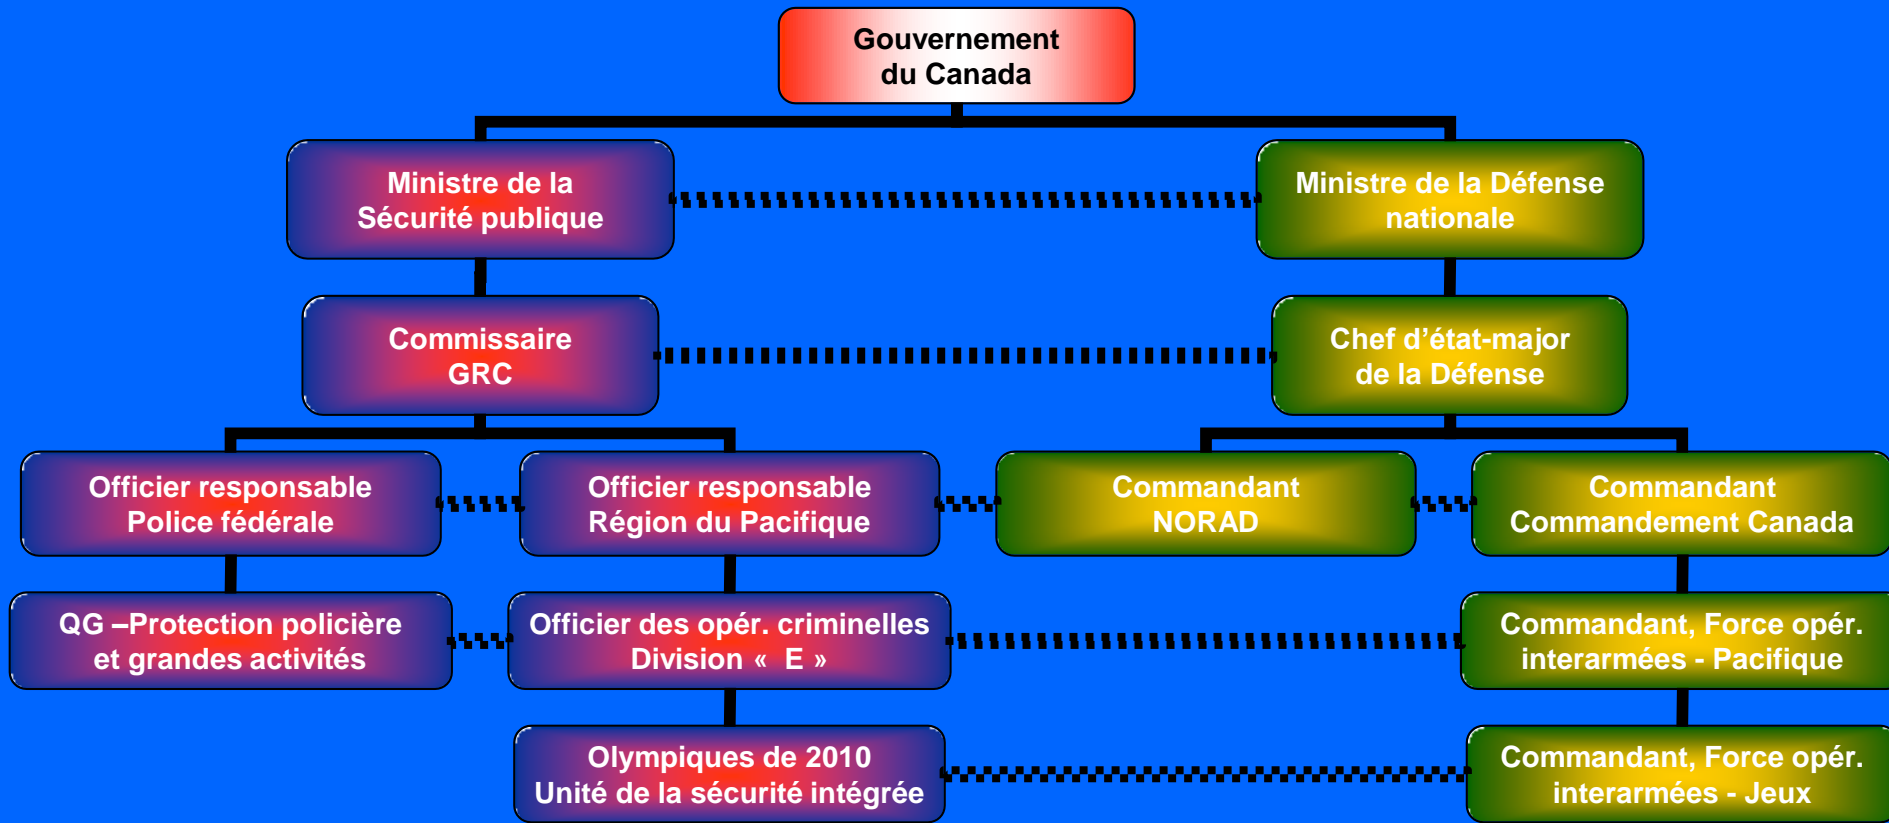 Gouvernement
du Canada
Ministre de la
Sécurité publique
Ministre de la Défense
nationale
Commissaire
GRC
Chef d’état-major
de la Défense
Officier responsable
Police fédérale
Officier responsable
Région du Pacifique
Commandant
NORAD
Commandant
Commandement Canada
QG –Protection policière
et grandes activités
Officier des opér. criminelles
Division « E »
Commandant, Force opér.
interarmées - Pacifique
Olympiques de 2010
Unité de la sécurité intégrée
Commandant, Force opér.
interarmées - Jeux